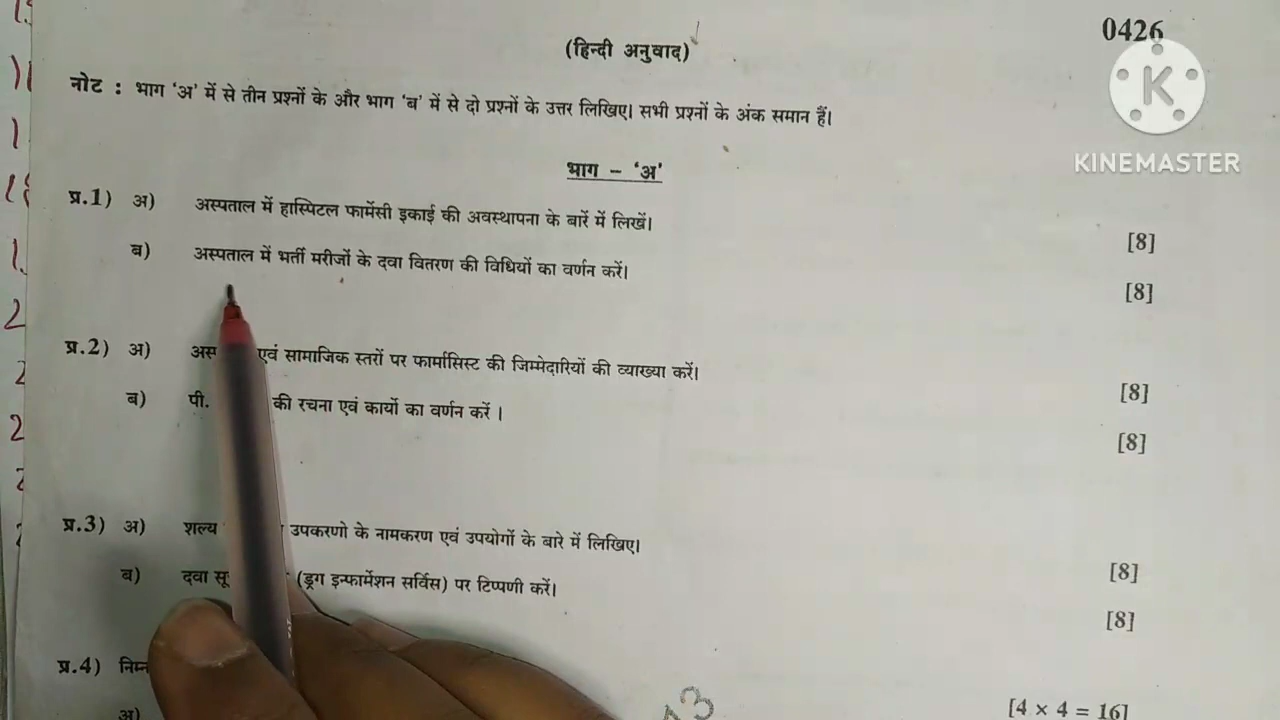 0426
(हिन्दी अनुवाद)
नोट : भाग 'अ' में से तीन प्रश्नों के और भाग 'ब' में से दो प्रश्नों के उत्तर लिखिए। सभी प्रश्नों के अंक समान हैं।
KINEMASTER
भाग – 'अ'
प्र.1) अ) अस्पताल में हास्पिटल फार्मेसी इकाई की अवस्थापना के बारें में लिखें। [8]
ब) अस्पताल में भर्ती मरीजों के दवा वितरण की विधियों का वर्णन करें। [8]
प्र.2) अ) एवं सामाजिक स्तरों पर फार्मासिस्ट की जिम्मेदारियों की व्याख्या करें। [8]
ब) पी. की रचना एवं कार्यो का वर्णन करें । [8]
प्र.3) अ) शल्य उपकरणो के नामकरण एवं उपयोगों के बारे में लिखिए। [8]
ब) दवा (ड्रग इन्फार्मेशन सर्विस) पर टिप्पणी करें। [8]
प्र.4)
अ) [4 × 4 = 16]